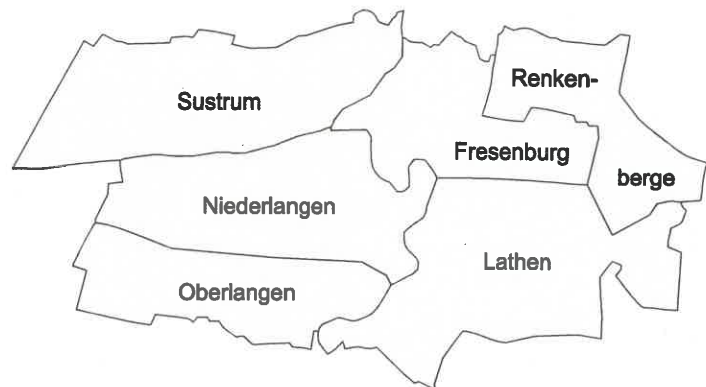 Renken-
Sustrum
Fresenburg
berge
Niederlangen
Lathen
Oberlangen